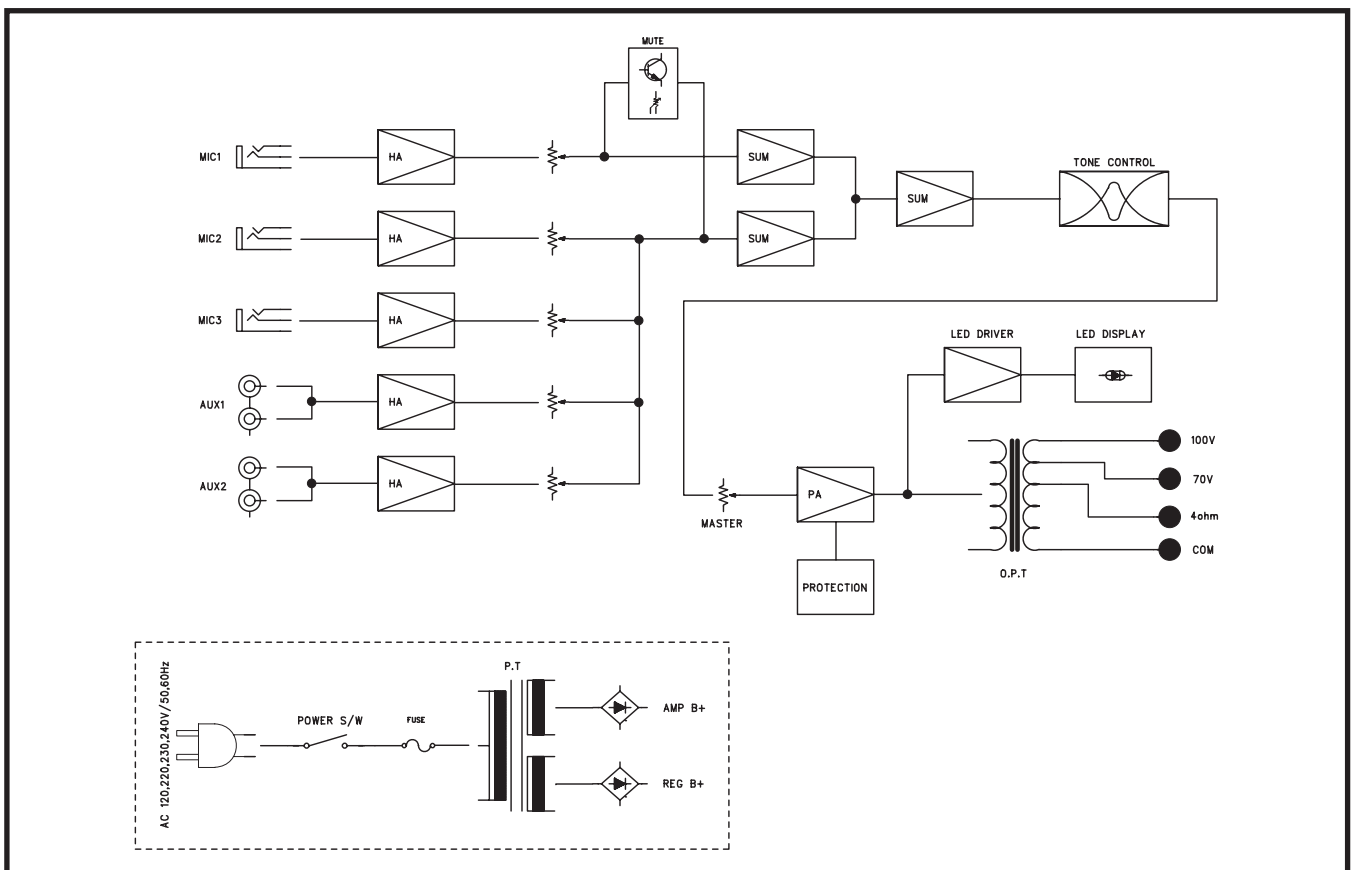 MUTE
MIC1
HA
SUM
TONE CONTROL
SUM
MIC2
HA
SUM
MIC3
HA
LED DRIVER
LED DISPLAY
AUX1
HA
100V
70V
AUX2
HA
PA
4ohm
MASTER
COM
O.P.T
PROTECTION
AC 120,220,230,240V/50,60Hz
P.T
POWER S/W
FUSE
AMP B+
REG B+